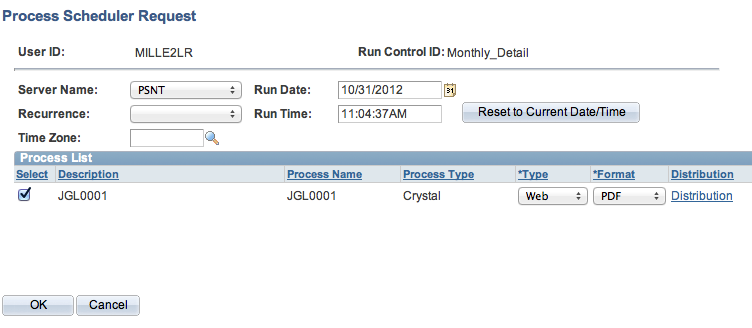 Process Scheduler Request
User ID: MILLE2LR Run Control ID: Monthly_Detail
Server Name: PSNT Run Date: 10/31/2012 31
Recurrence: Run Time: 11:04:37AM Reset to Current Date/Time
Time Zone:
Process List
Select Description Process Name Process Type *Type *Format Distribution
JGL0001 JGL0001 Crystal Web PDF Distribution
OK Cancel